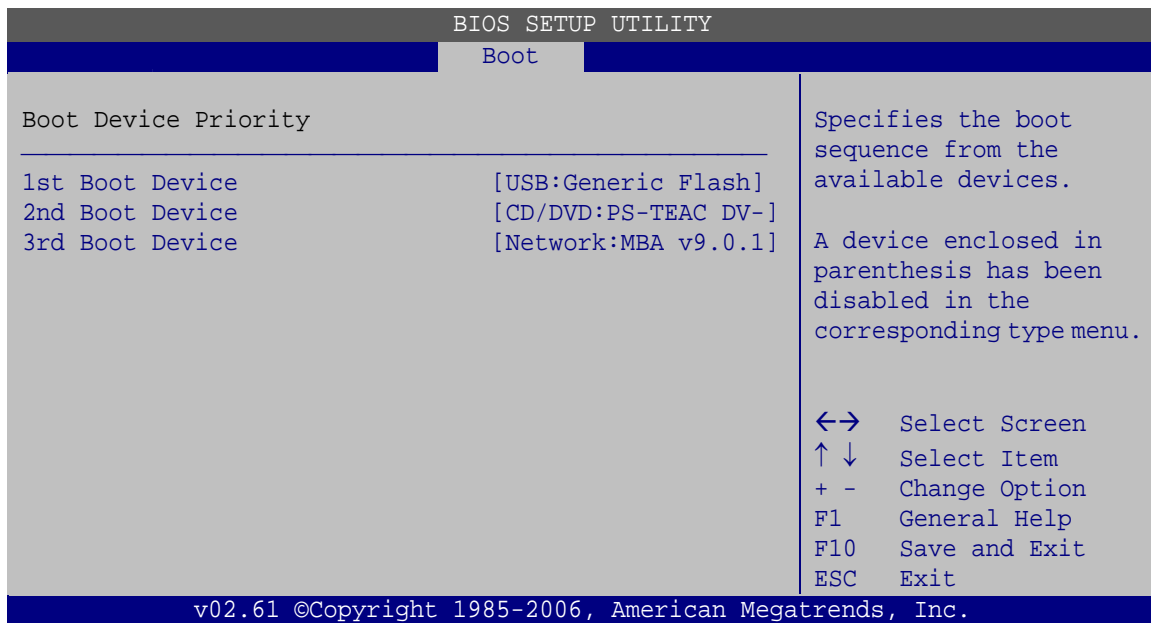 BIOS SETUP UTILITY
Boot
Boot Device Priority
1st Boot Device [USB:Generic Flash]
2nd Boot Device [CD/DVD:PS-TEAC DV-]
3rd Boot Device [Network:MBA v9.0.1]
Specifies the boot
sequence from the
available devices.
A device enclosed in
parenthesis has been
disabled in the
corresponding type menu.
←→ Select Screen
↑ ↓ Select Item
+ - Change Option
F1 General Help
F10 Save and Exit
ESC Exit
v02.61 ©Copyright 1985-2006, American Megatrends, Inc.